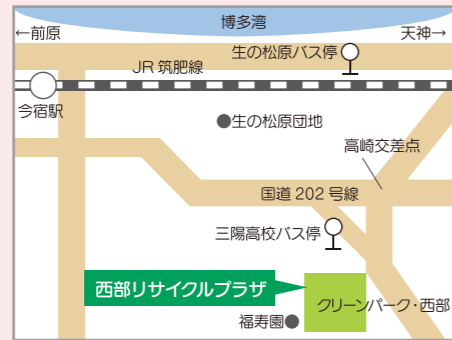 博多湾
←前原
天神→
生の松原バス停
JR 筑肥線
今宿駅
生の松原団地
高崎交差点
国道 202 号線
三陽高校バス停
西部リサイクルプラザ
クリーンパーク・西部
福寿園